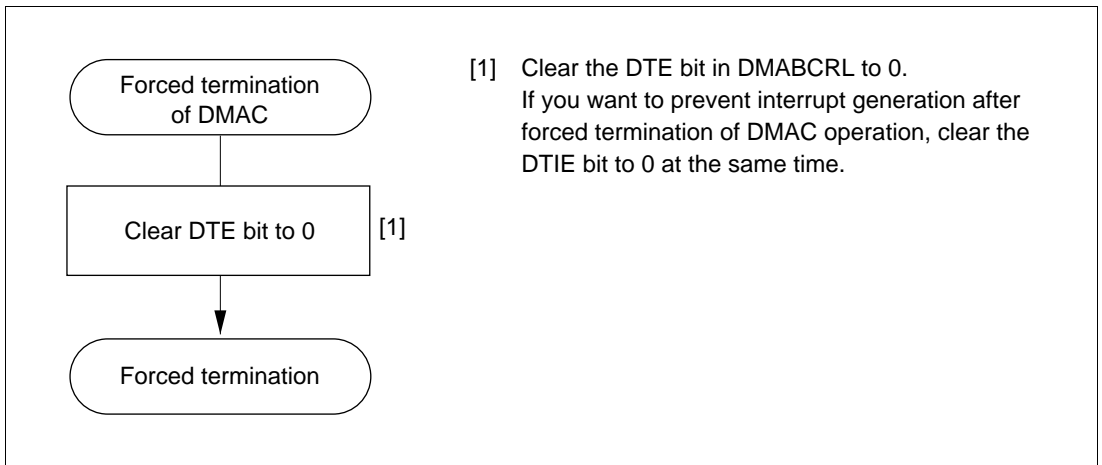 Forced termination
of DMAC
Clear DTE bit to 0
[1]
Forced termination
[1] Clear the DTE bit in DMABCRL to 0.
If you want to prevent interrupt generation after
forced termination of DMAC operation, clear the
DTIE bit to 0 at the same time.